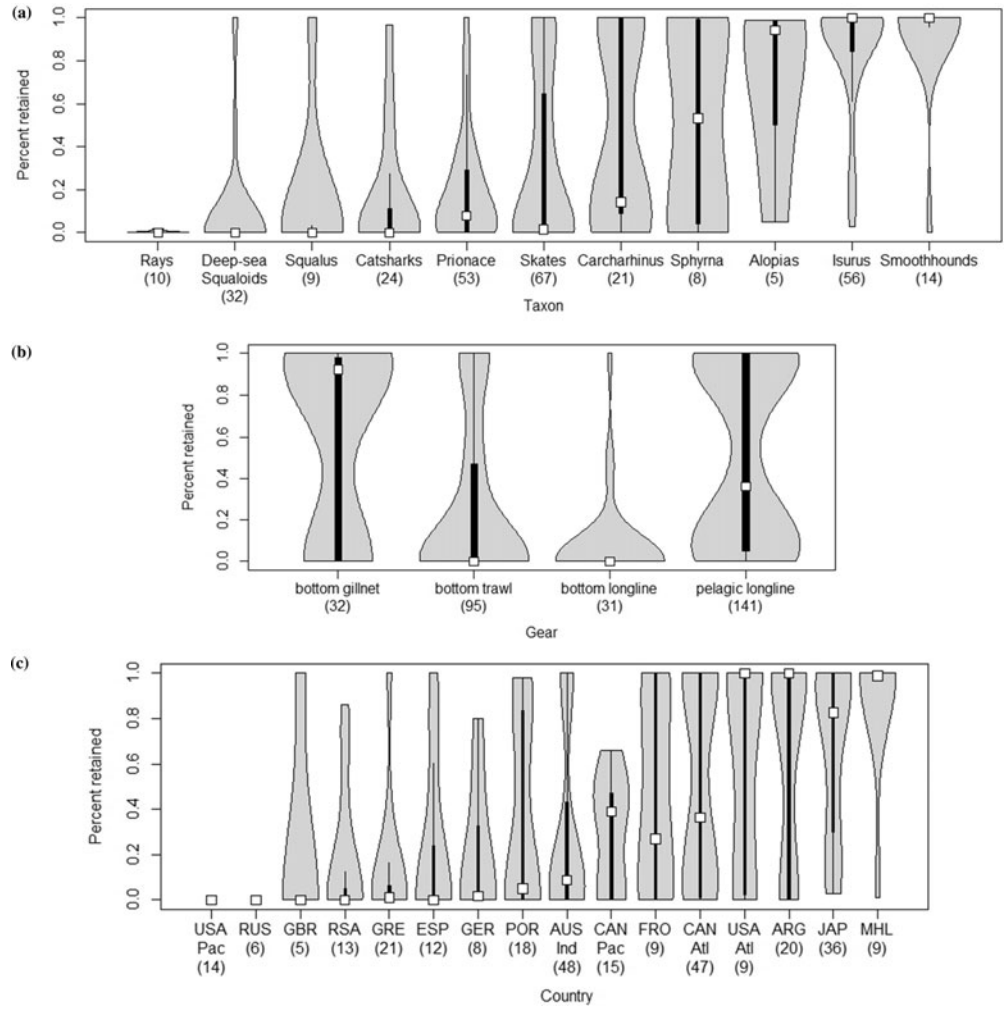 (a)
Percent retained
1.0
0.8
0.6
0.4
0.2
0.0
Rays Deep-sea Squalus Catsharks Prionace Skates Carcharhinus Sphyrna Alopias Isurus Smoothhounds
(10) Squaloids (9) (24) (53) (67) (21) (8) (5) (56) (14)
(32)
Taxon
(b)
Percent retained
1.0
0.8
0.6
0.4
0.2
0.0
bottom gillnet bottom trawl bottom longline pelagic longline
(32) (95) (31) (141)
Gear
(c)
Percent retained
1.0
0.8
0.6
0.4
0.2
0.0
USA RUS GBR RSA GRE ESP GER POR AUS CAN FRO CAN USA ARG JAP MHL
Pac (6) (5) (13) (21) (12) (8) (18) Ind Pac (9) Atl Atl (20) (36) (9)
(14) (48) (15) (47) (9)
Country